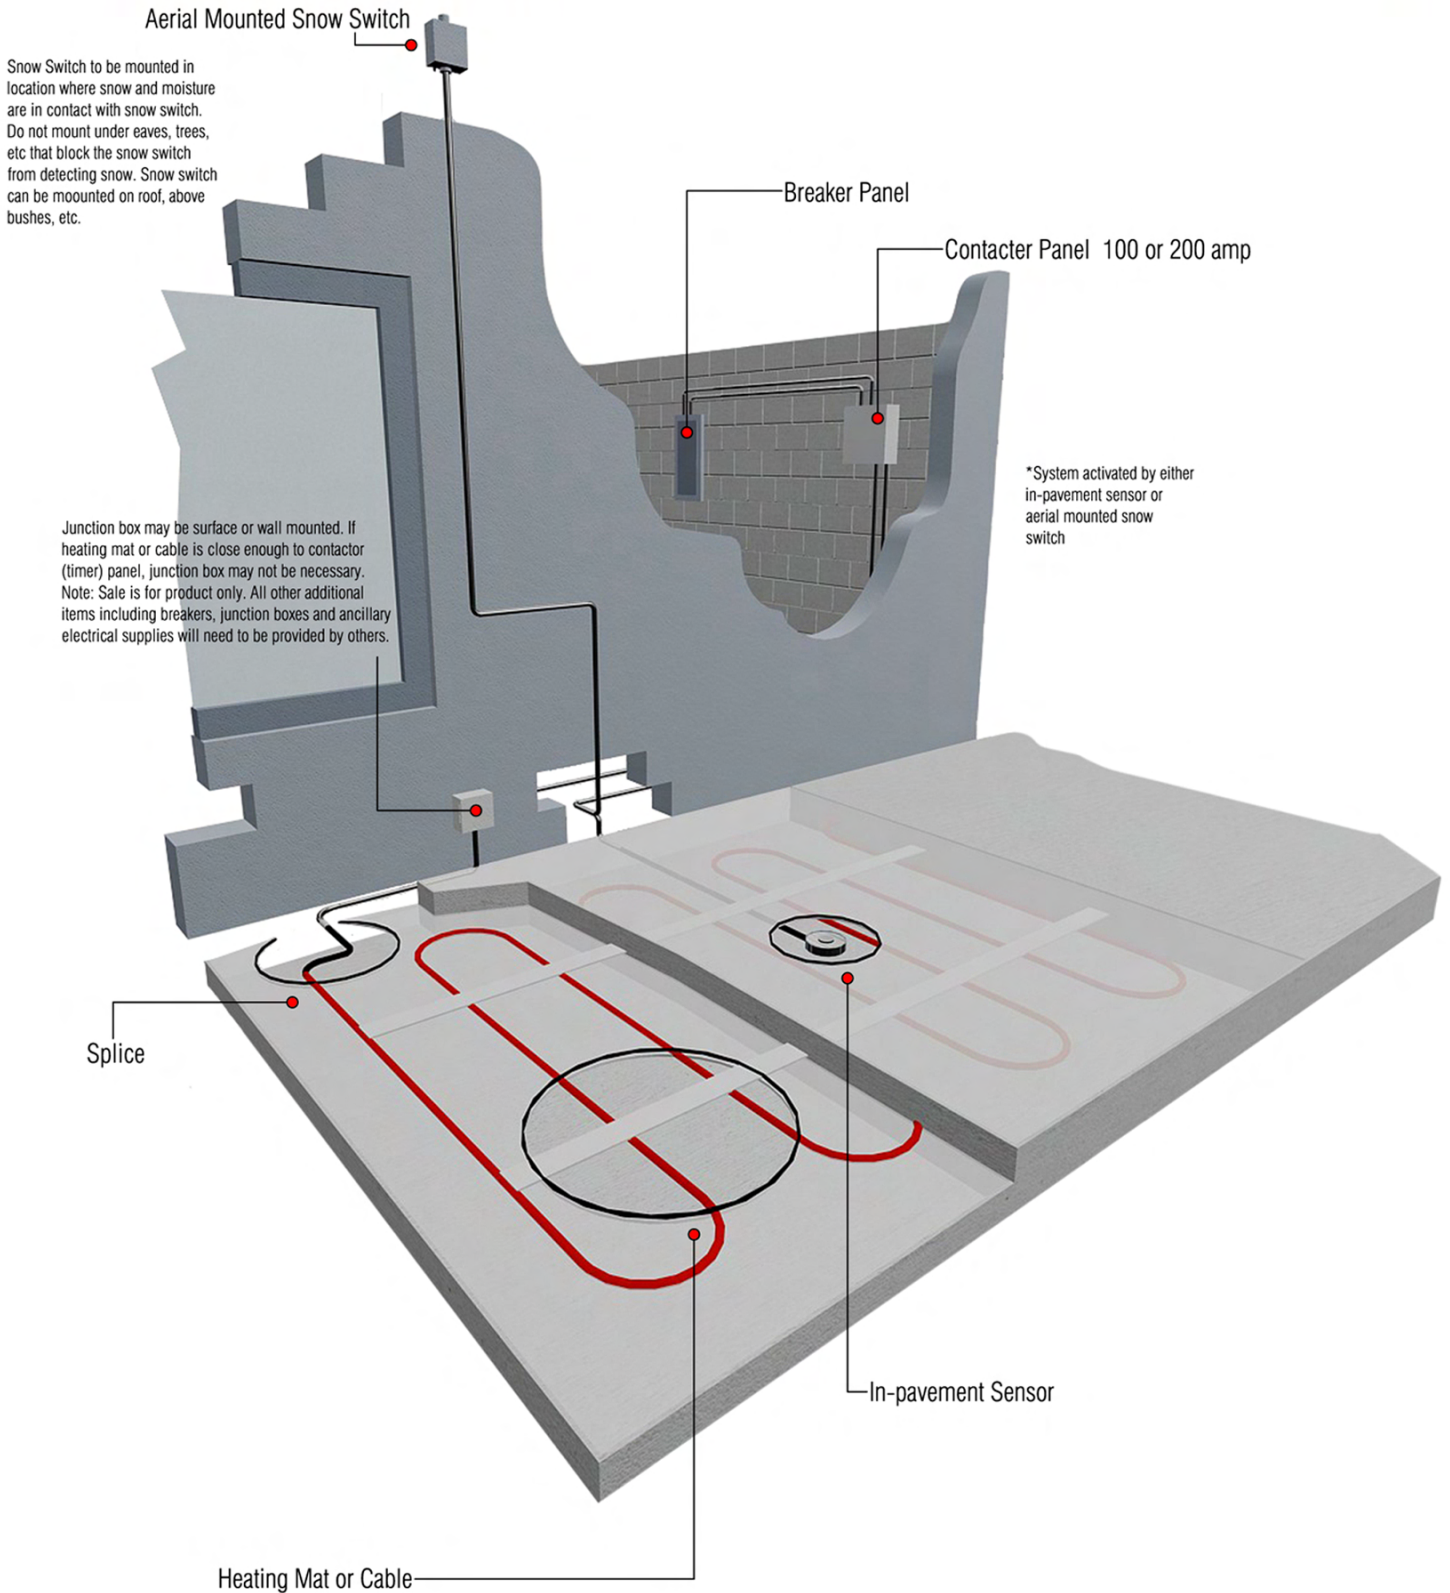 Aerial Mounted Snow Switch
Snow Switch to be mounted in
location where snow and moisture
are in contact with snow switch.
Do not mount under eaves, trees,
etc that block the snow switch
from detecting snow. Snow switch
can be moounted on roof, above
bushes, etc.
Breaker Panel
Contacter Panel 100 or 200 amp
*System activated by either
in-pavement sensor or
aerial mounted snow
switch
Junction box may be surface or wall mounted. If
heating mat or cable is close enough to contactor
(timer) panel, junction box may not be necessary.
Note: Sale is for product only. All other additional
items including breakers, junction boxes and ancillary
electrical supplies will need to be provided by others.
Splice
In-pavement Sensor
Heating Mat or Cable